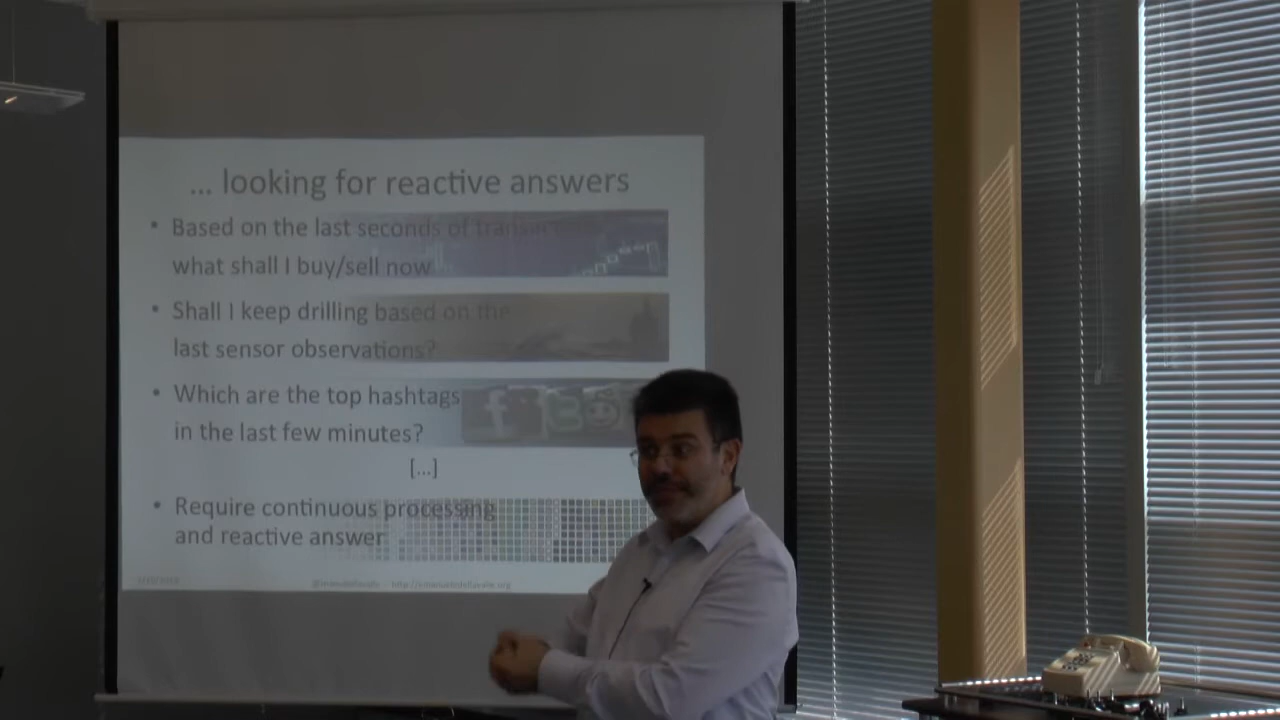 ... looking for reactive answers
• Based on the last seconds of
what shall I buy/sell now
• Shall I keep drilling based on the
last sensor observations?
• Which are the top hashtags
in the last few minutes?
[...]
• Require continuous processing
and reactive answer